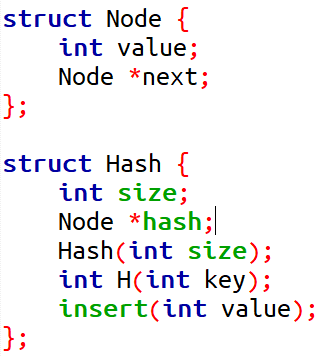 struct Node {
    int value;
    Node *next;
};

struct Hash {
    int size;
    Node *hash;
    Hash(int size);
    int H(int key);
    insert(int value);
};